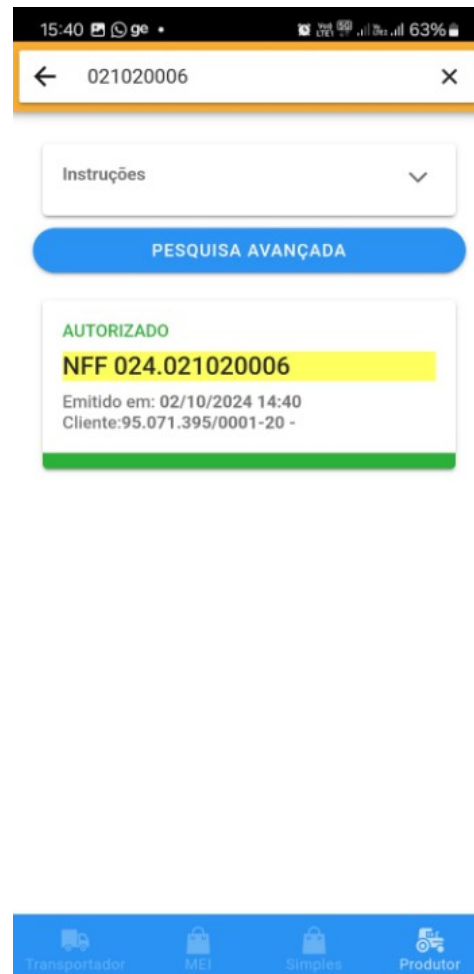 15:40 ge • 63%
021020006
Instruções
PESQUISA AVANÇADA
AUTORIZADO
NFF 024.021020006
Emitido em: 02/10/2024 14:40
Cliente:95.071.395/0001-20 -
Transportador MEI Simples Produtor